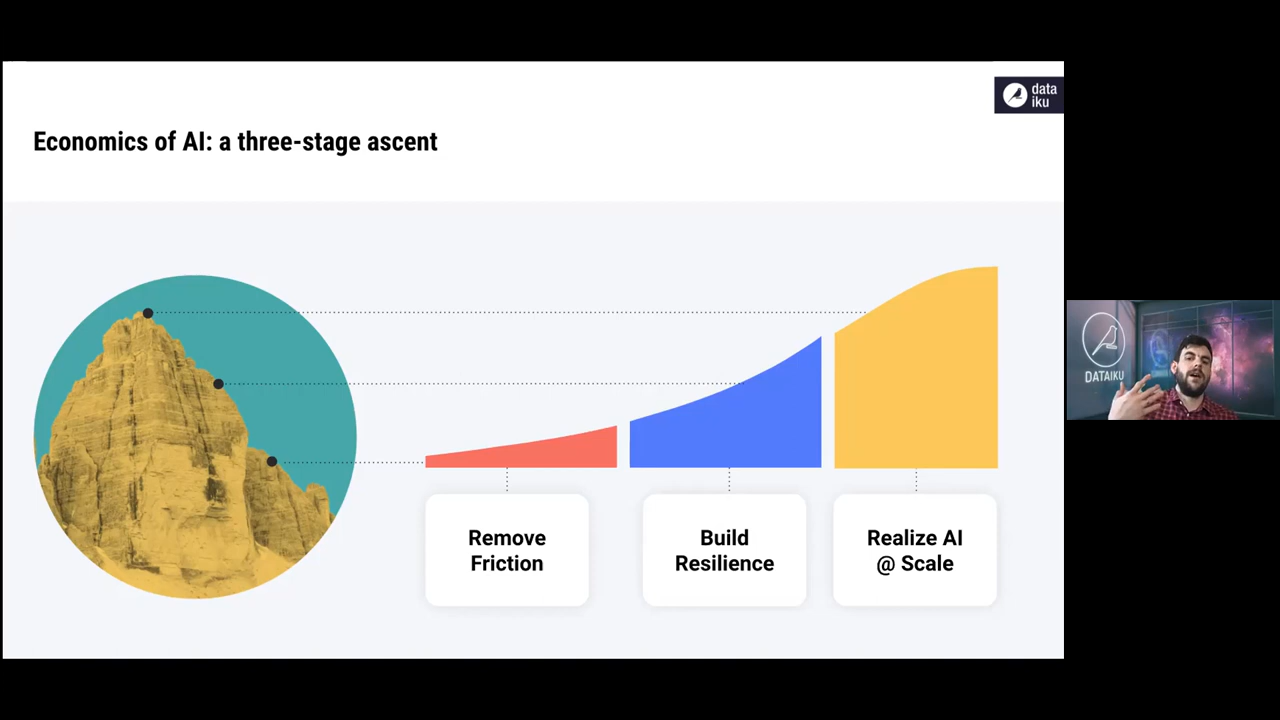 data
iku
Economics of AI: a three-stage ascent
Remove
Friction
Build
Resilience
Realize AI
@ Scale
DATAIKU